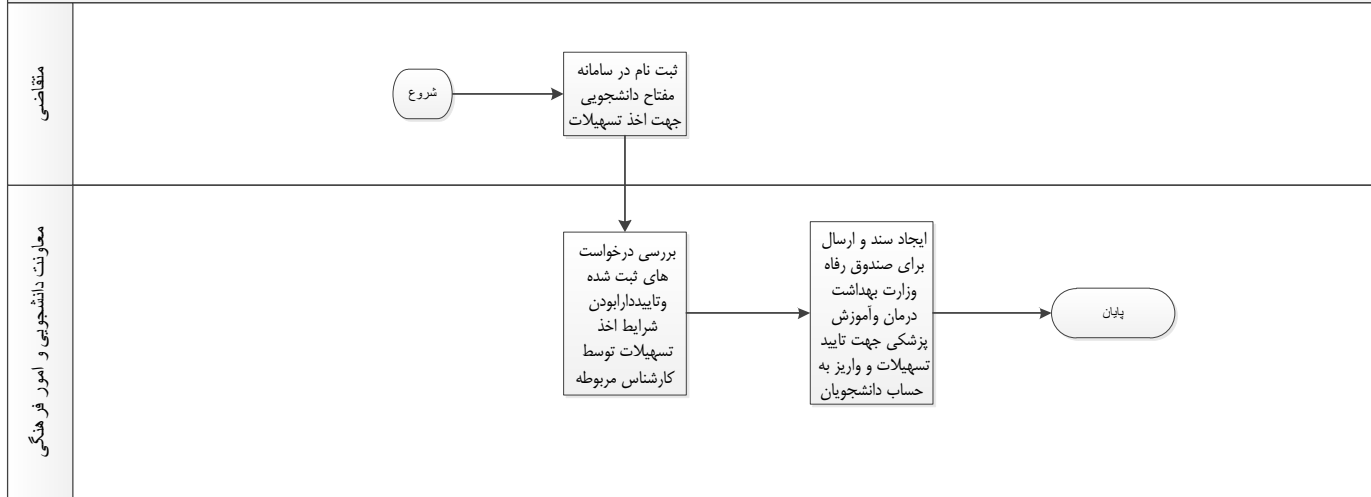 متقاضی
شروع
ثبت نام در سامانه
مفتاح دانشجویی
جهت اخذ تسهیلات
معاونت دانشجویی و امور فرهنگی
بررسی درخواست
های ثبت شده
وتاییددارابودن
شرایط اخذ
تسهیلات توسط
کارشناس مربوطه
ایجاد سند و ارسال
برای صندوق رفاه
وزارت بهداشت
درمان وآموزش
پزشکی جهت تایید
تسهیلات و واریز به
حساب دانشجویان
پایان